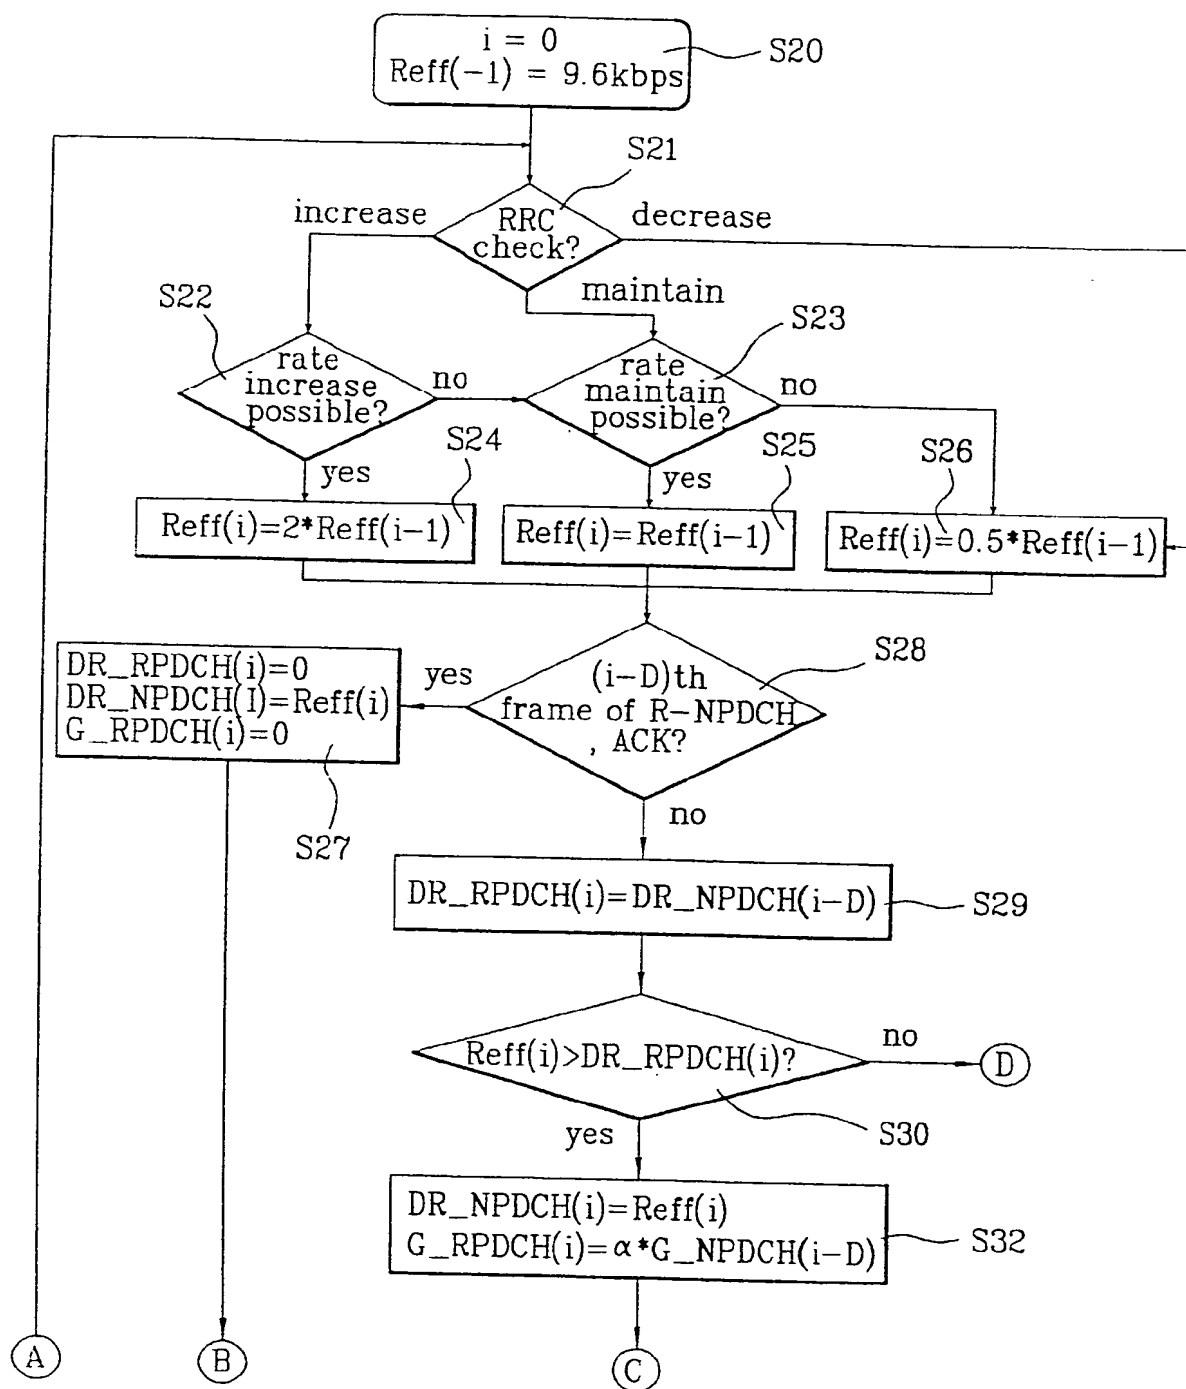 i = 0
Reff(-1) = 9.6kbps
S20
S21
RRC
check?
increase
decrease
maintain
S22
rate
increase
possible?
no
S23
rate
maintain
possible?
no
S24
yes
Reff(i)=2*Reff(i-1)
S25
yes
Reff(i)=Reff(i-1)
S26
Reff(i)=0.5*Reff(i-1)
S28
(i-D)th
frame of R-NPDCH
, ACK?
yes
DR_RPDCH(i)=0
DR_NPDCH(I)=Reff(i)
G_RPDCH(i)=0
S27
no
DR_RPDCH(i)=DR_NPDCH(i-D)
S29
Reff(i)>DR_RPDCH(i)?
no
D
S30
yes
DR_NPDCH(i)=Reff(i)
G_RPDCH(i)=α*G_NPDCH(i-D)
S32
A
B
C